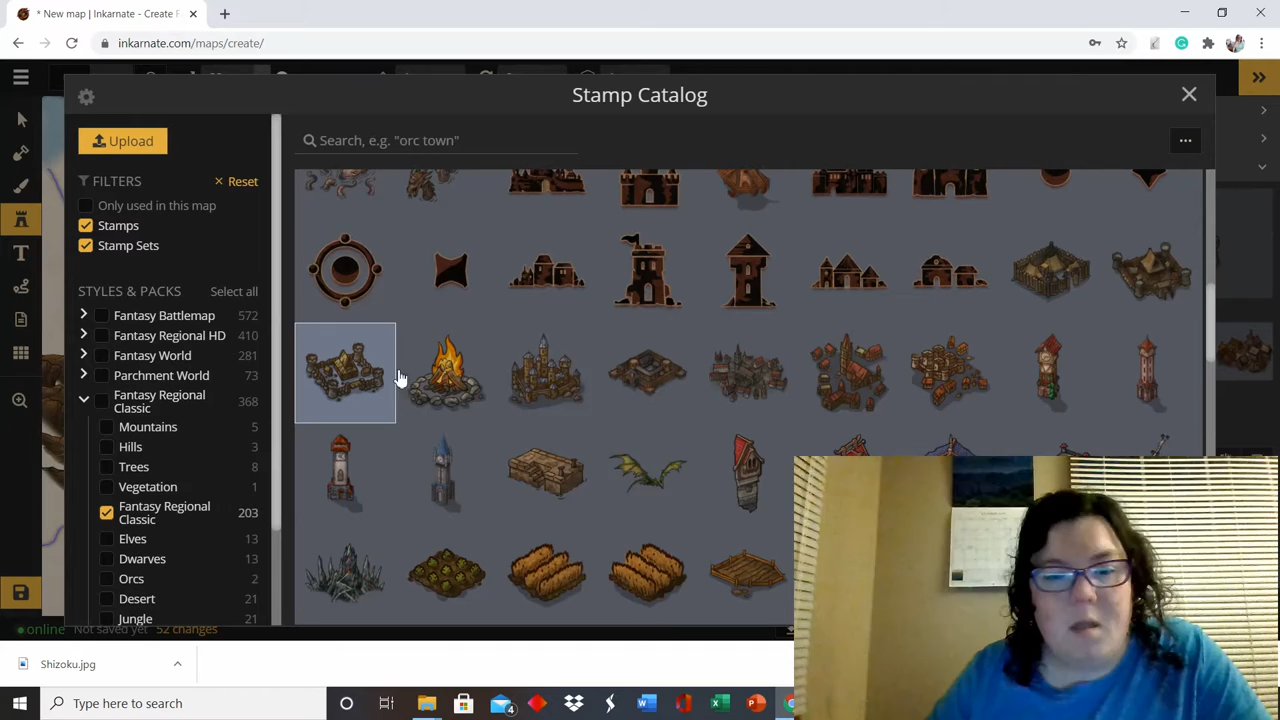 * New map | Inkarnate - Create F
inkarnate.com/maps/create/
Stamp Catalog
Upload
Search, e.g. "orc town"
FILTERS
Reset
Only used in this map
Stamps
Stamp Sets
STYLES & PACKS
Select all
Fantasy Battlemap 572
Fantasy Regional HD 410
Fantasy World 281
Parchment World 73
Fantasy Regional
Classic 368
Mountains 5
Hills 3
Trees 8
Vegetation 1
Fantasy Regional
Classic 203
Elves 13
Dwarves 13
Orcs 2
Desert 21
Jungle 21
online Not saved yet 52 changes
Shizoku.jpg
Type here to search
4